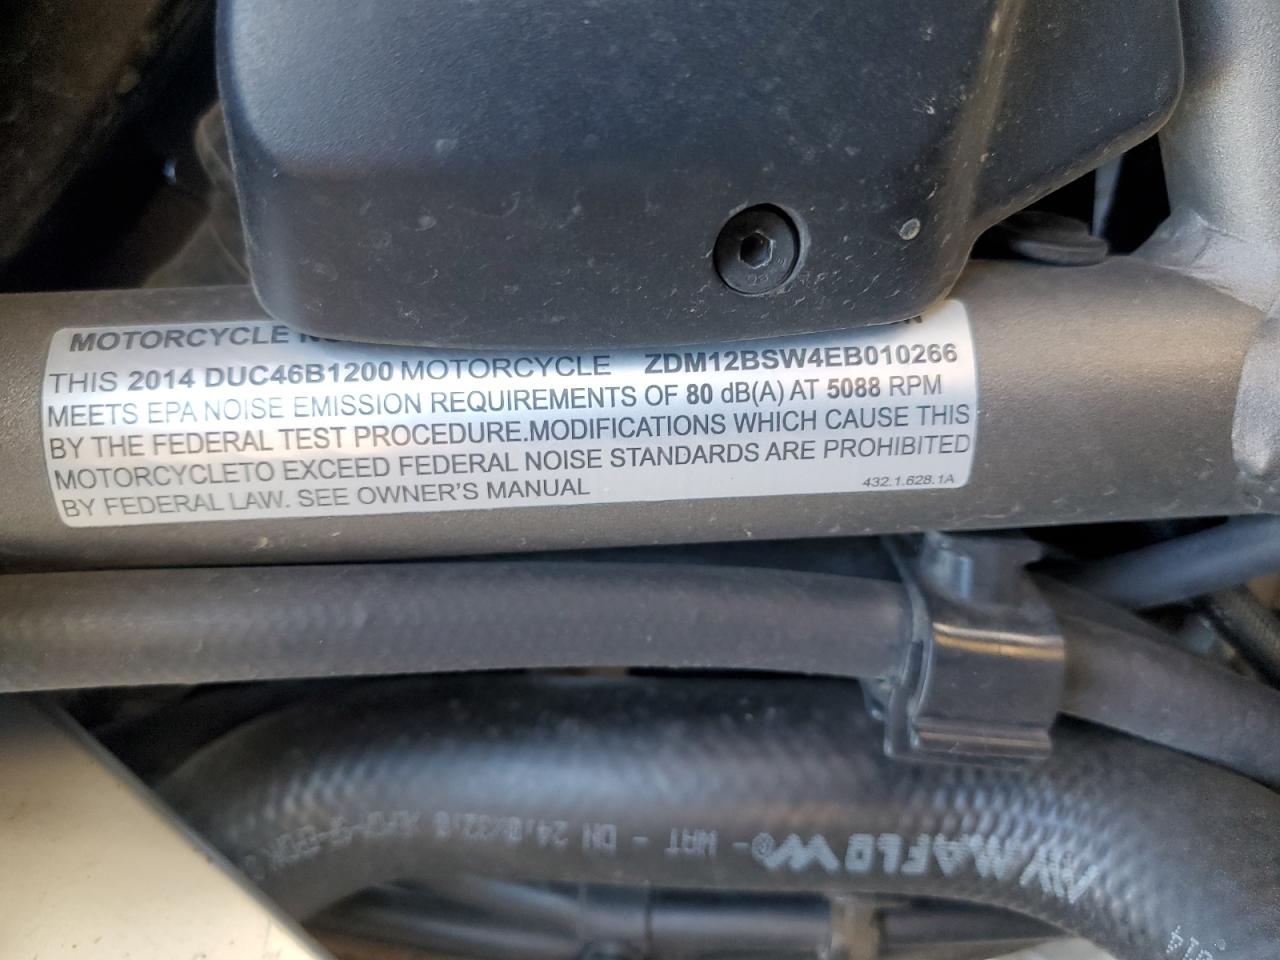 MOTORCYCLE
THIS 2014 DUC46B1200 MOTORCYCLE ZDM12BSW4EB010266
MEETS EPA NOISE EMISSION REQUIREMENTS OF 80 dB(A) AT 5088 RPM
BY THE FEDERAL TEST PROCEDURE.MODIFICATIONS WHICH CAUSE THIS
MOTORCYCLETO EXCEED FEDERAL NOISE STANDARDS ARE PROHIBITED
BY FEDERAL LAW. SEE OWNER'S MANUAL
432.1.628.1A
MAFLOW